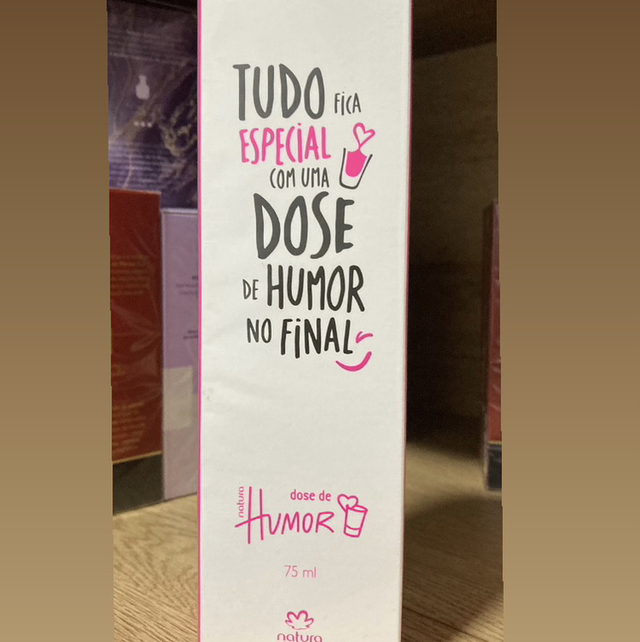 TUDO FICA
ESPECIAL
COM UMA
DOSE
DE HUMOR
NO FINAL
natura
dose de
HUMOR
75 ml
natura